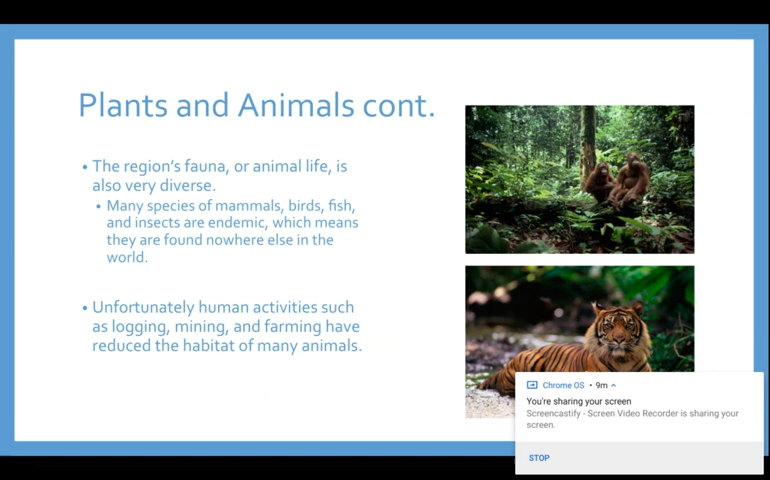 Plants and Animals cont.
• The region's fauna, or animal life, is
also very diverse.
• Many species of mammals, birds, fish,
and insects are endemic, which means
they are found nowhere else in the
world.
• Unfortunately human activities such
as logging, mining, and farming have
reduced the habitat of many animals.
Chrome OS • 9m
You're sharing your screen
Screencastify - Screen Video Recorder is sharing your
screen.
STOP